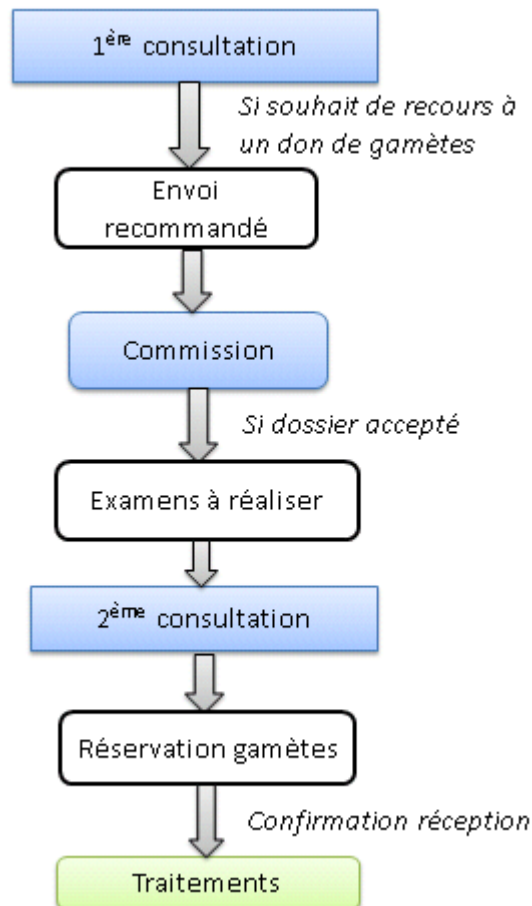 1ère consultation
Si souhait de recours à
un don de gamètes
Envoi
recommandé
Commission
Si dossier accepté
Examens à réaliser
2ème consultation
Réservation gamètes
Confirmation réception
Traitements